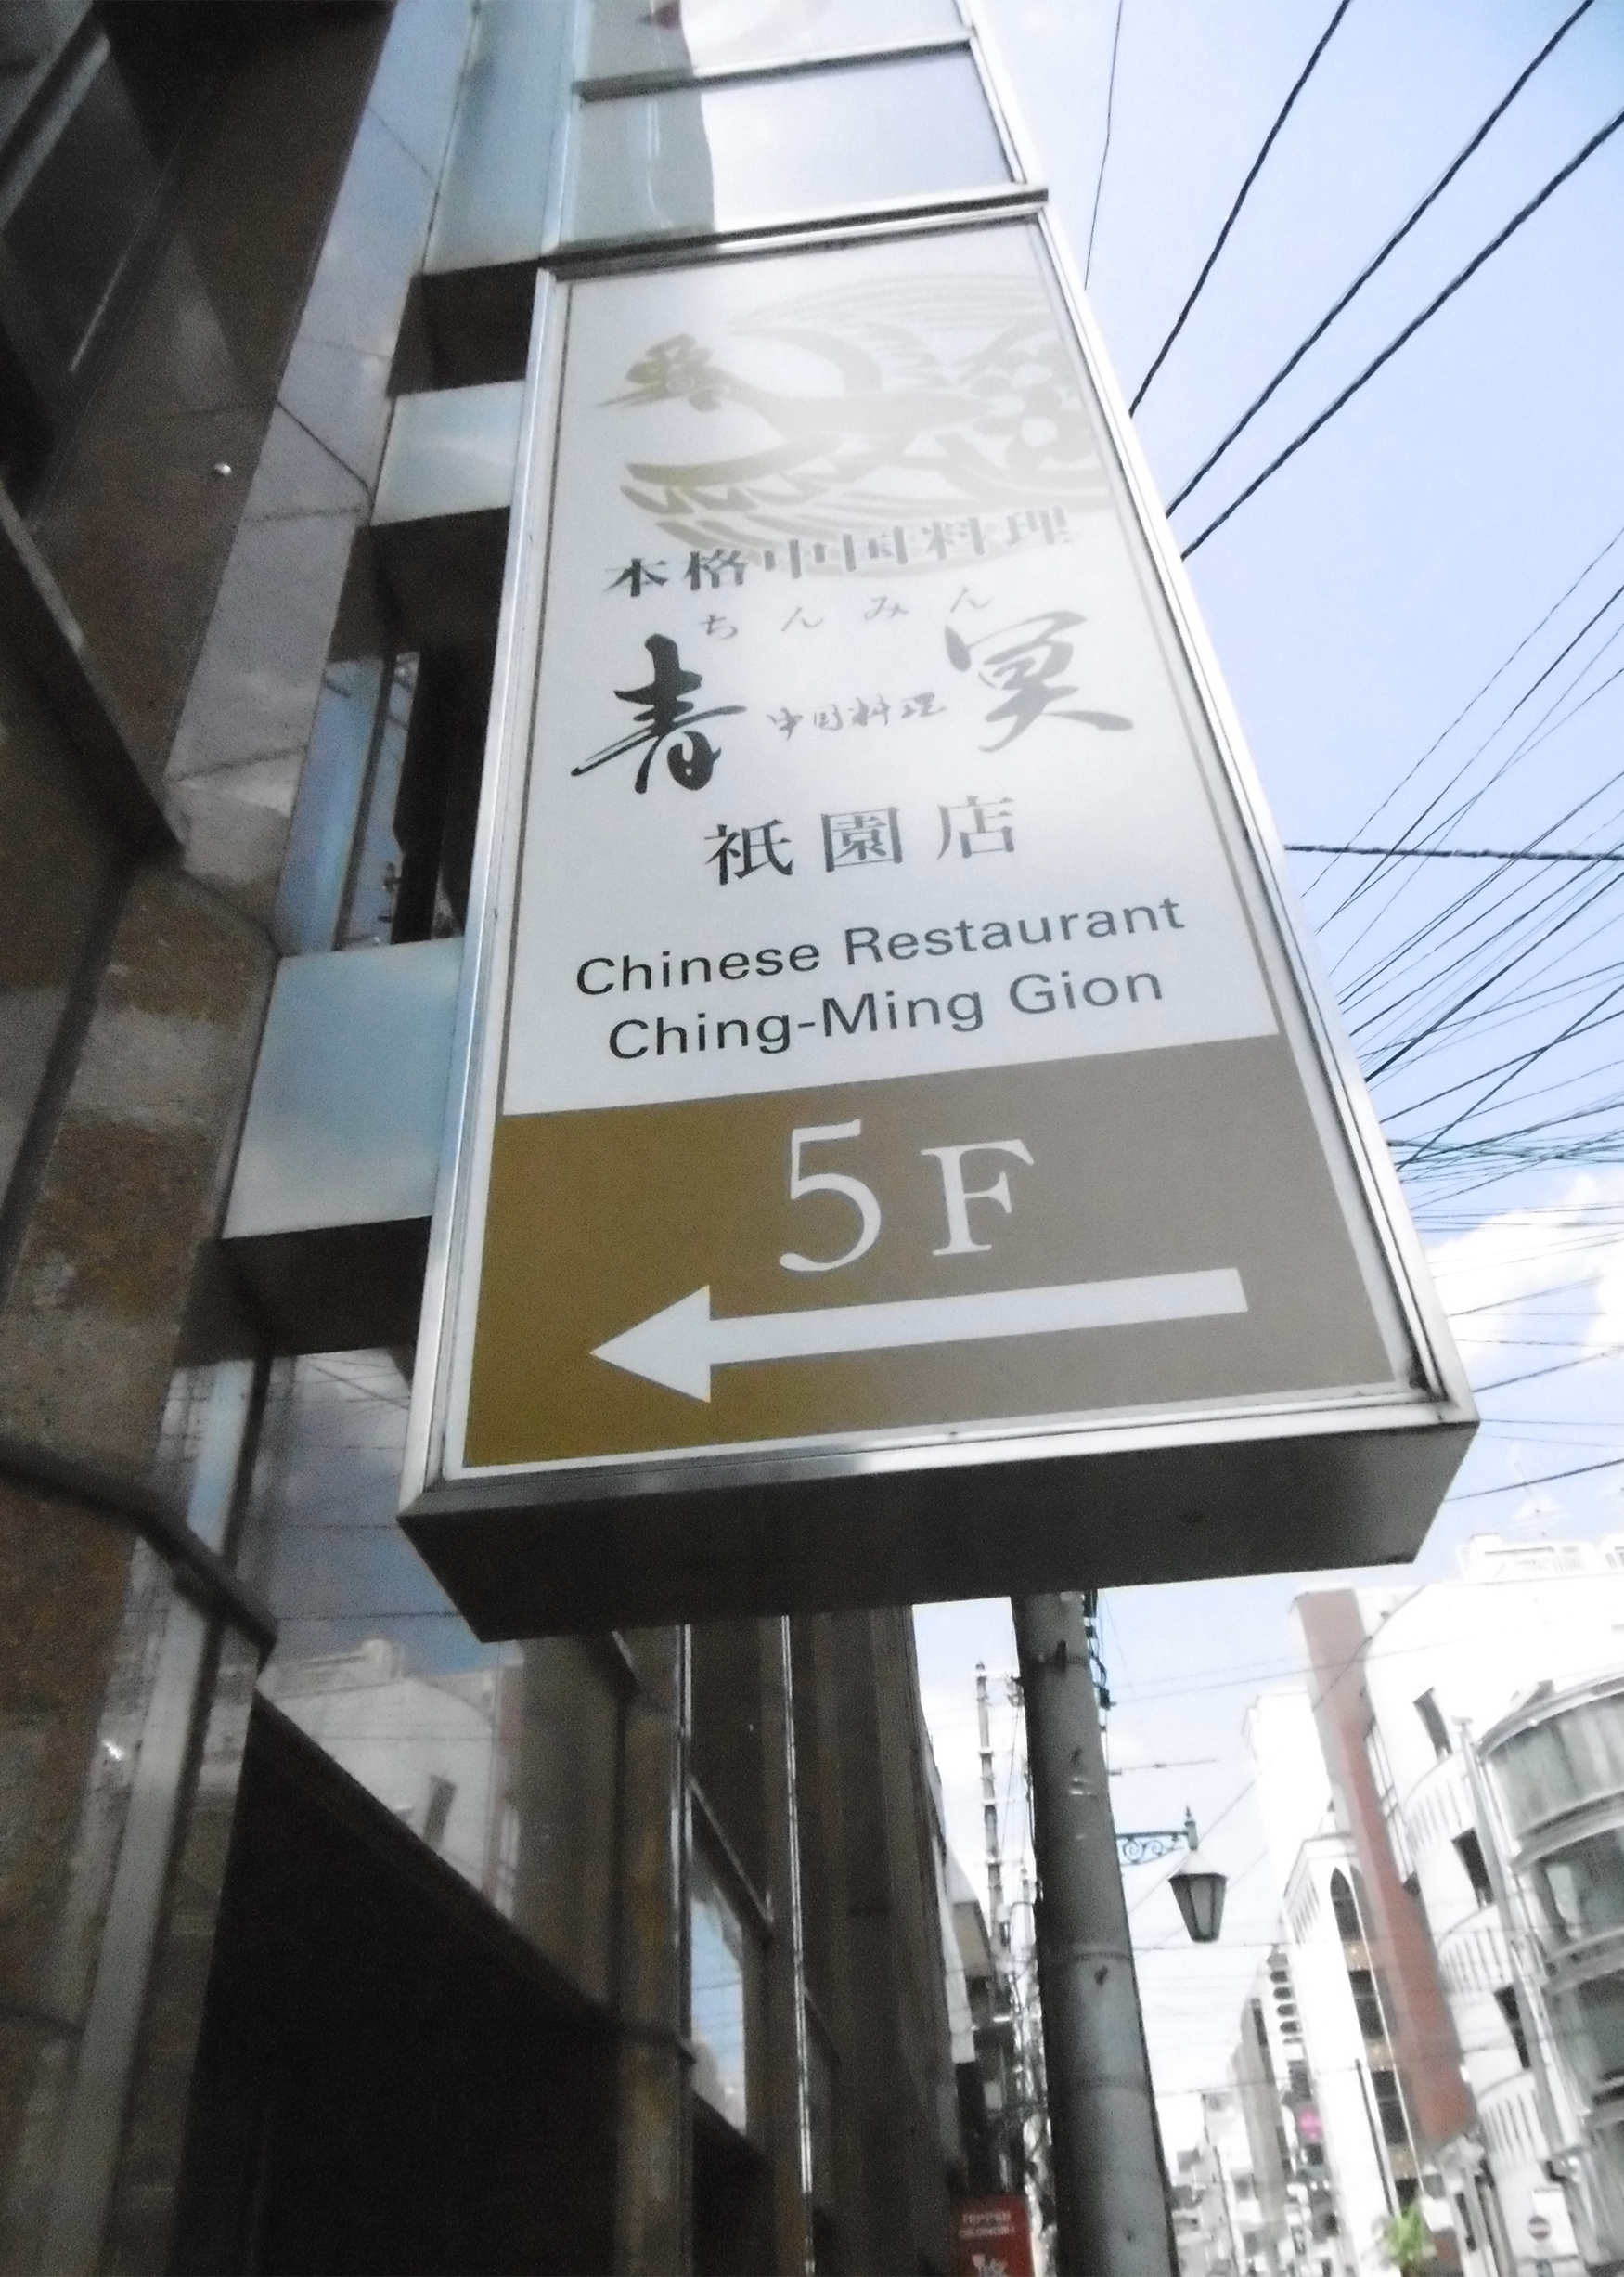 本格中国料理
ちんみん
青冥
中国料理
祇園店
Chinese Restaurant
Ching-Ming Gion
5F
TEPPEN